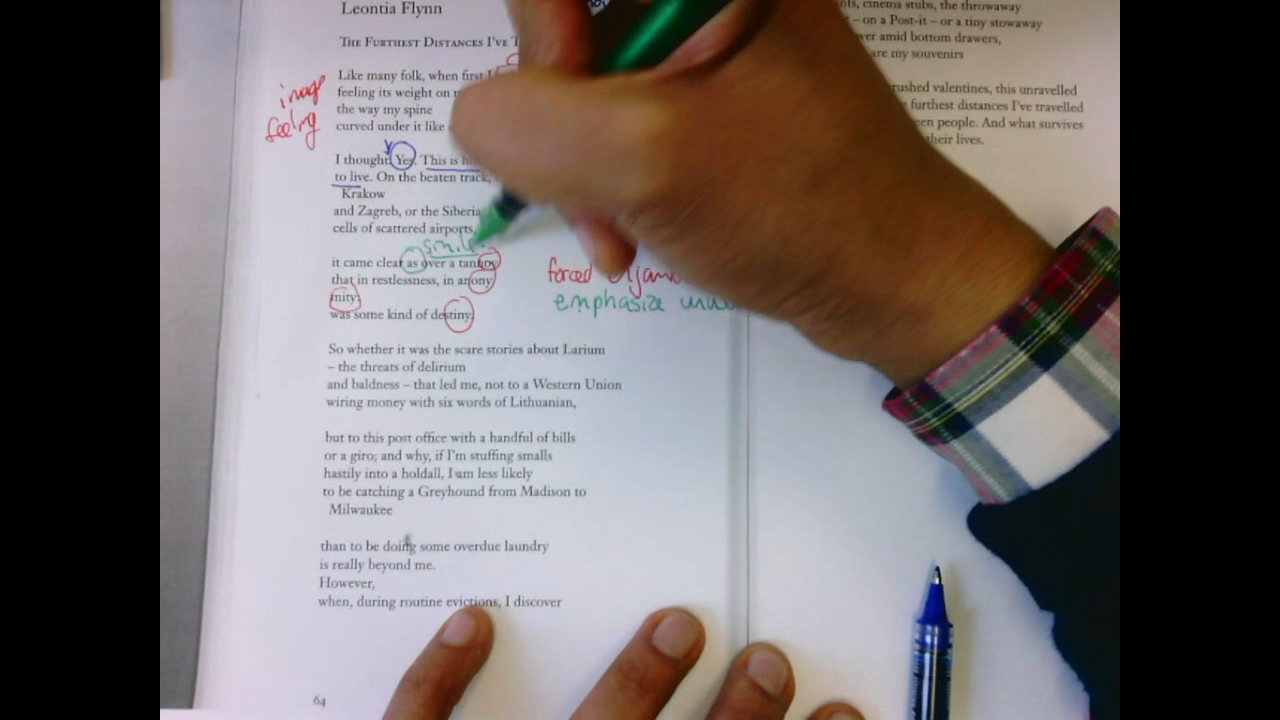 Leontia Flynn
THE FURTHEST DISTANCES I'VE T
Like many folk, when first I
image
feeling its weight on
the way my spine
feeling
curved under it like
I thought: Yes. This is
to live. On the beaten track,
Krakow
and Zagreb, or the Siberia
cells of scattered airports,
simile
it came clear as over a tannoy
that in restlessness, in anony
mity:
was some kind of destiny.
forced
emphasize
So whether it was the scare stories about Larium
– the threats of delirium
and baldness – that led me, not to a Western Union
wiring money with six words of Lithuanian,
but to this post office with a handful of bills
or a giro; and why, if I'm stuffing smalls
hastily into a holdall, I am less likely
to be catching a Greyhound from Madison to
Milwaukee
than to be doing some overdue laundry
is really beyond me.
However,
when, during routine evictions, I discover
64
cinema stubs, the throwaway
– on a Post-it – or a tiny stowaway
amid bottom drawers,
are my souvenirs
valentines, this unravelled
furthest distances I've travelled
people. And what survives
their lives.